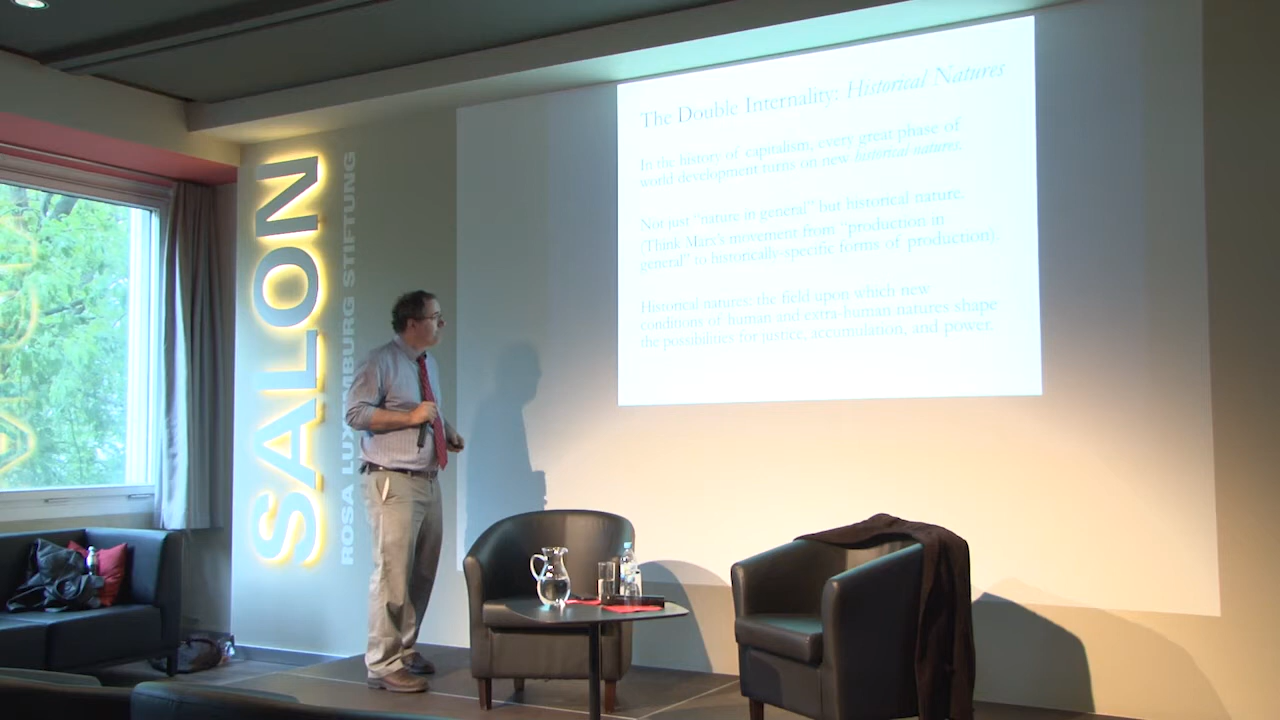 SALON
ROSA LUXEMBURG STIFTUNG
The Double Internality: Historical Natures
In the history of capitalism, every great phase of
world development turns on new historical natures.
Not just "nature in general" but historical nature.
(Think Marx's movement from "production in
general" to historically-specific forms of production).
Historical natures: the field upon which new
conditions of human and extra-human natures shape
the possibilities for justice, accumulation, and power.